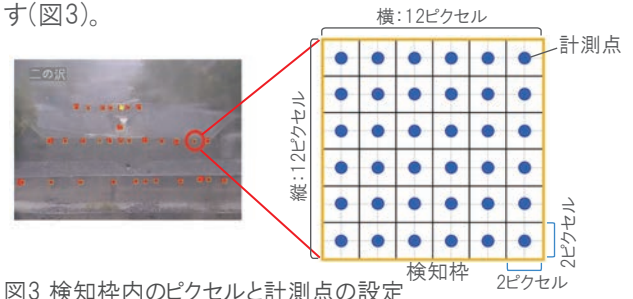 す(図3)。
横：12ピクセル
計測点
二の沢
縦：12ピクセル
2ピクセル
検知枠
2ピクセル
図3 検知枠内のピクセルと計測点の設定